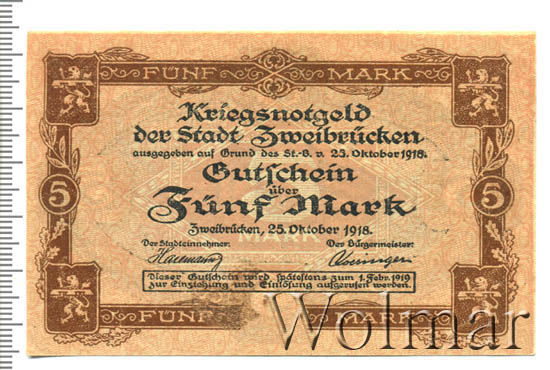 FÜNF MARK
Kriegsnotgeld
der Stadt Zweibrücken
ausgegeben auf Grund des St.-B. v. 23. Oktober 1918.
Gutschein
über
Fünf Mark
MARK
Zweibrücken, 25. Oktober 1918.
Der Stadteinnehmer: Der Bürgermeister:
5 5
Dieser Gutschein wird spätestens zum 1. Febr. 1919
zur Einziehung und Einlösung aufgerufen werden.
FÜNF MARK
Wolmar